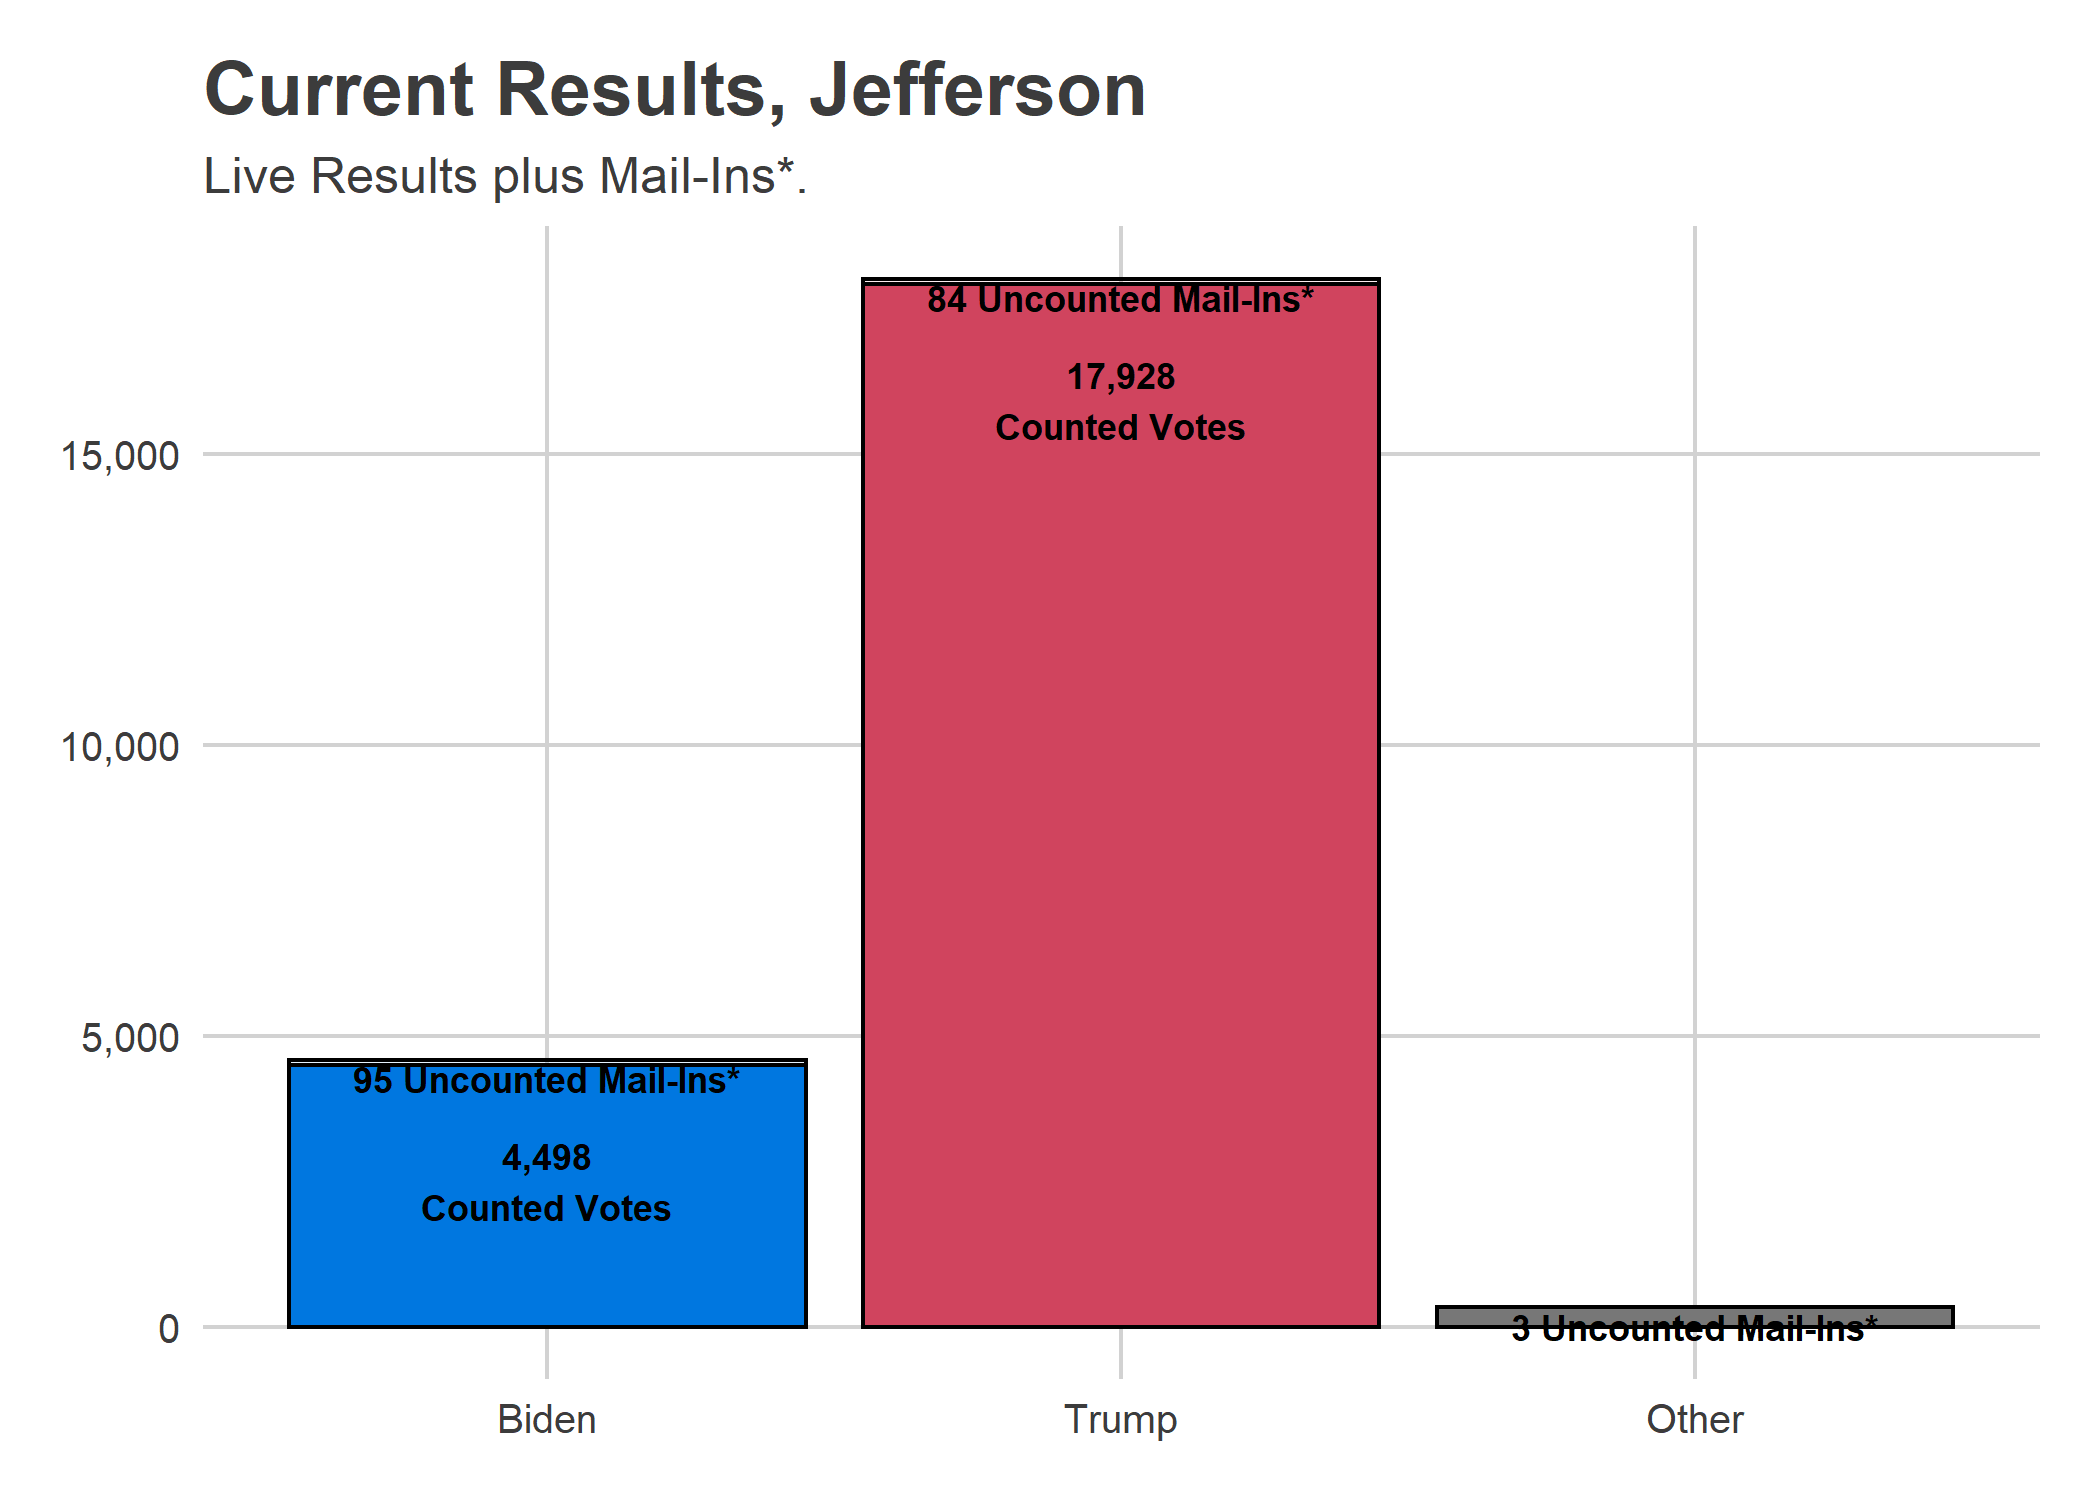 Current Results, Jefferson
Live Results plus Mail-Ins*.
84 Uncounted Mail-Ins*
17,928
Counted Votes
15,000
10,000
5,000
95 Uncounted Mail-Ins*
4,498
Counted Votes
0
3 Uncounted Mail-Ins*
Biden
Trump
Other